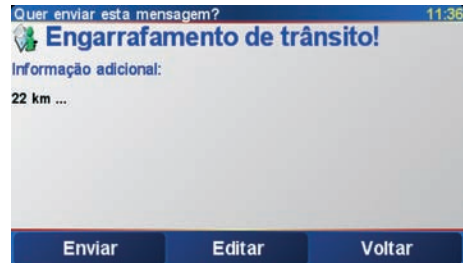 Quer enviar esta mensagem? 11:36
Engarrafamento de trânsito!
Informação adicional:
22 km ...
Enviar Editar Voltar